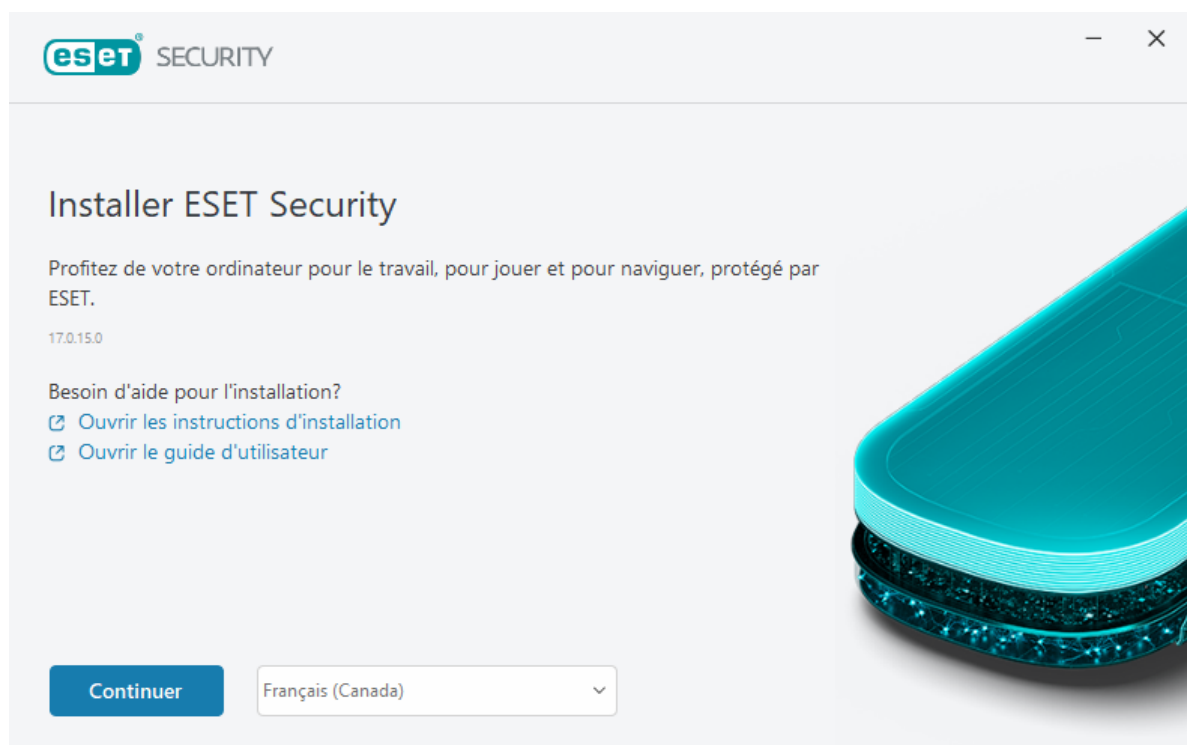 eset® SECURITY
Installer ESET Security
Profitez de votre ordinateur pour le travail, pour jouer et pour naviguer, protégé par
ESET.
17.0.15.0
Besoin d'aide pour l'installation?
Ouvrir les instructions d'installation
Ouvrir le guide d'utilisateur
Continuer
Français (Canada)